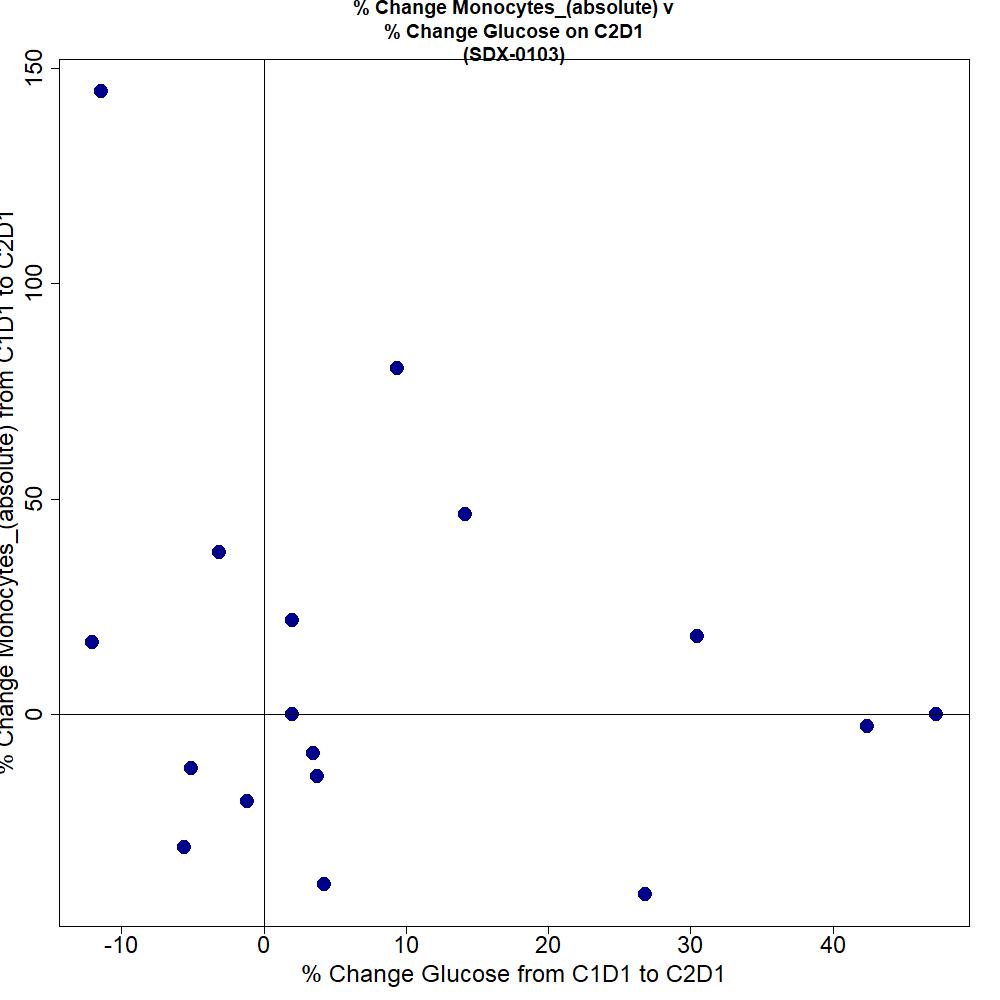 % Change Monocytes_(absolute) v
% Change Glucose on C2D1
(SDX-0103)
% Change Monocytes_(absolute) from C1D1 to C2D1
150
100
50
0
-10
0
10
20
30
40
% Change Glucose from C1D1 to C2D1